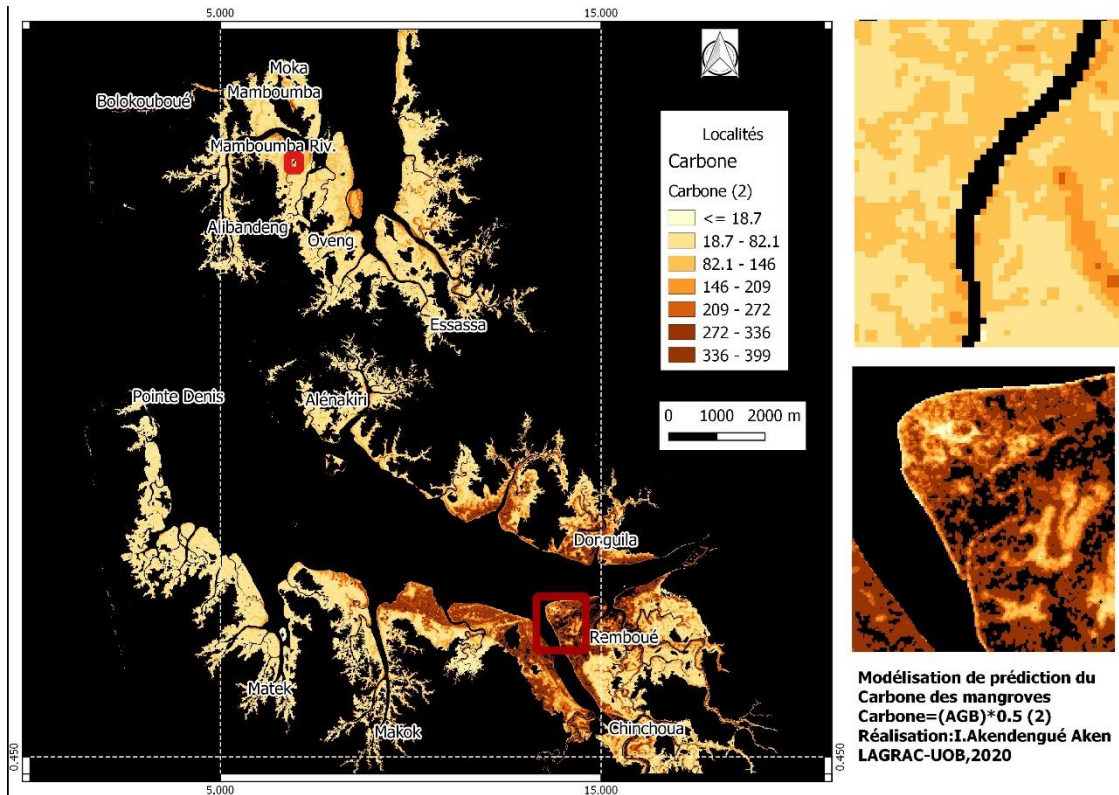 5.000
15.000
Moka
Mamboumba
Bolokouboué
Mamboumba Riv.
Alibandeng
Oveng
Essassa
Localités
Carbone
Carbone (2)
<= 18.7
18.7 - 82.1
82.1 - 146
146 - 209
209 - 272
272 - 336
336 - 399
0 1000 2000 m
Pointe Denis
Alénakiri
Donguila
Remboué
Matek
Makok
Chinchoua
0.450
0.450
5.000
15.000
Modélisation de prédiction du
Carbone des mangroves
Carbone=(AGB)*0.5 (2)
Réalisation:I.Akendengué Aken
LAGRAC-UOB,2020